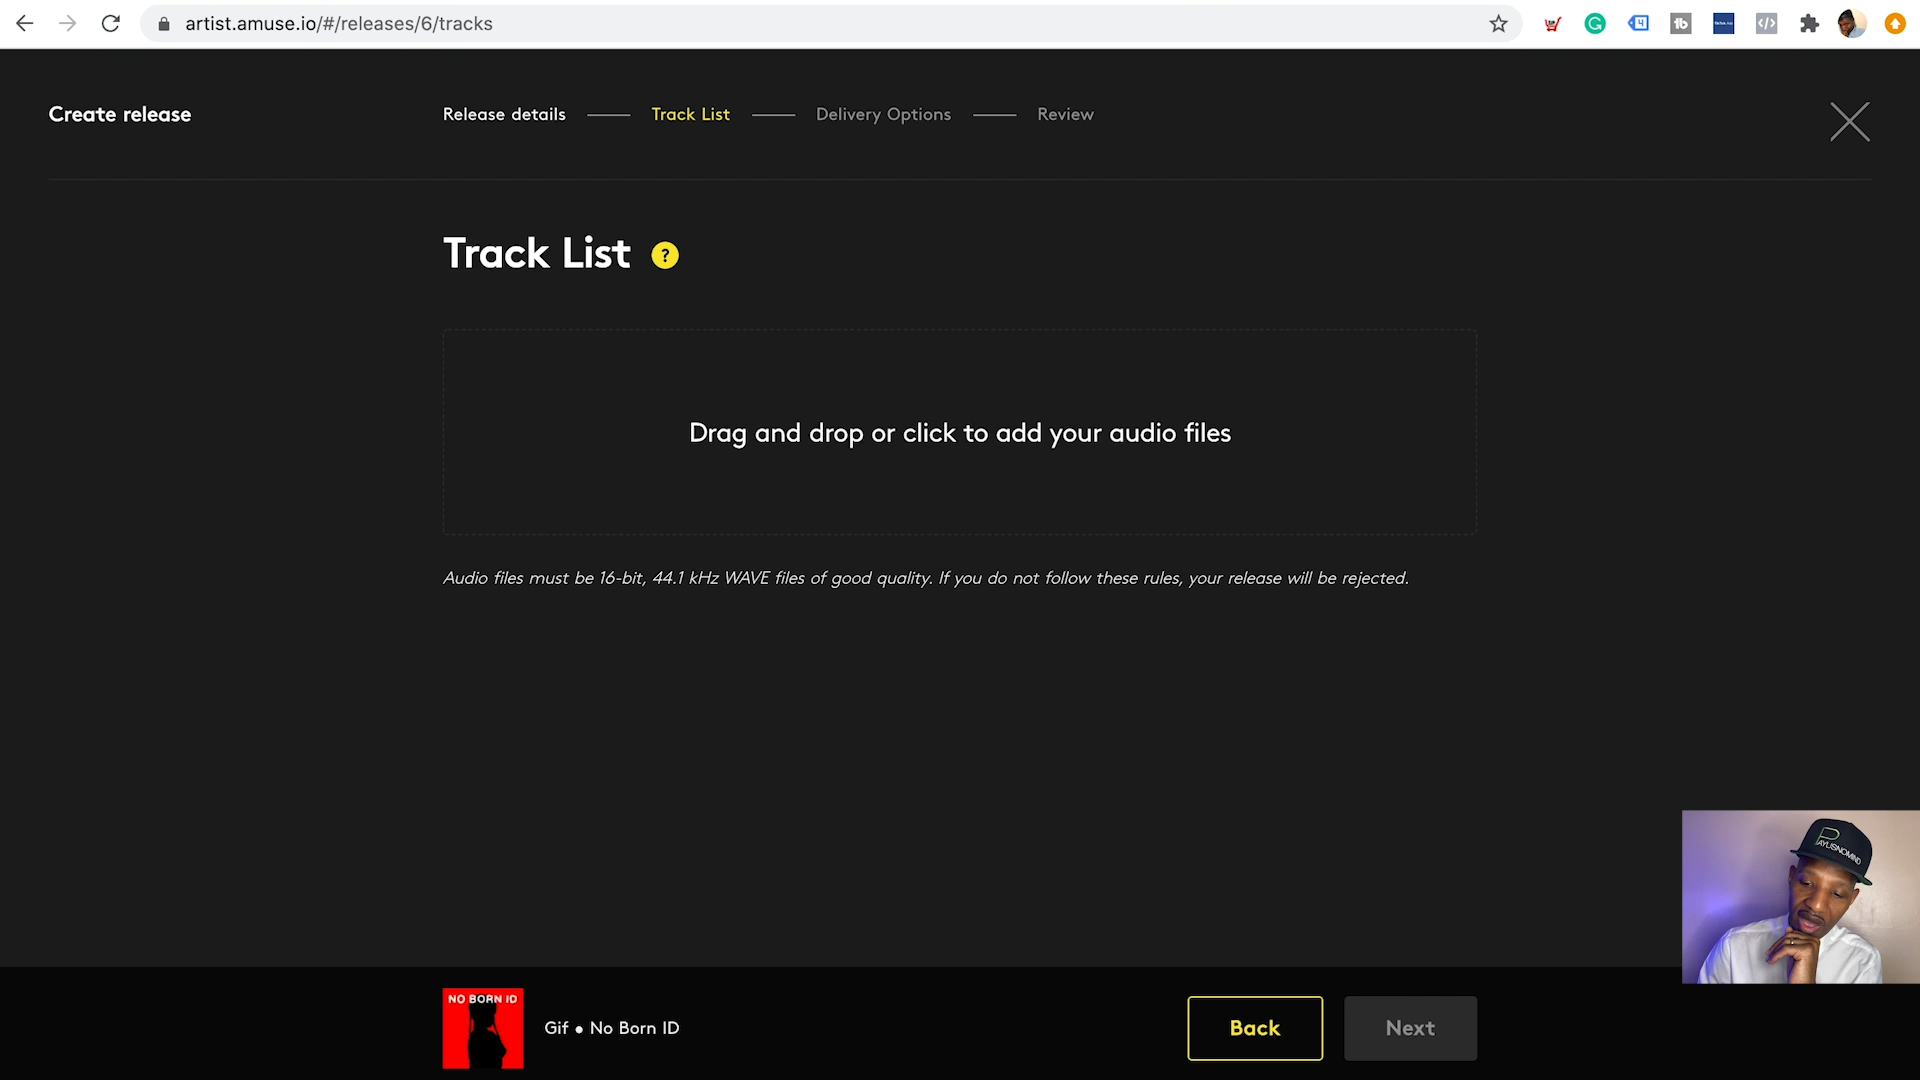 artist.amuse.io/#/releases/6/tracks
Create release
Release details
Track List
Delivery Options
Review
Track List ?
Drag and drop or click to add your audio files
Audio files must be 16-bit, 44.1 kHz WAVE files of good quality. If you do not follow these rules, your release will be rejected.
NO BORN ID
Gif • No Born ID
Back
Next